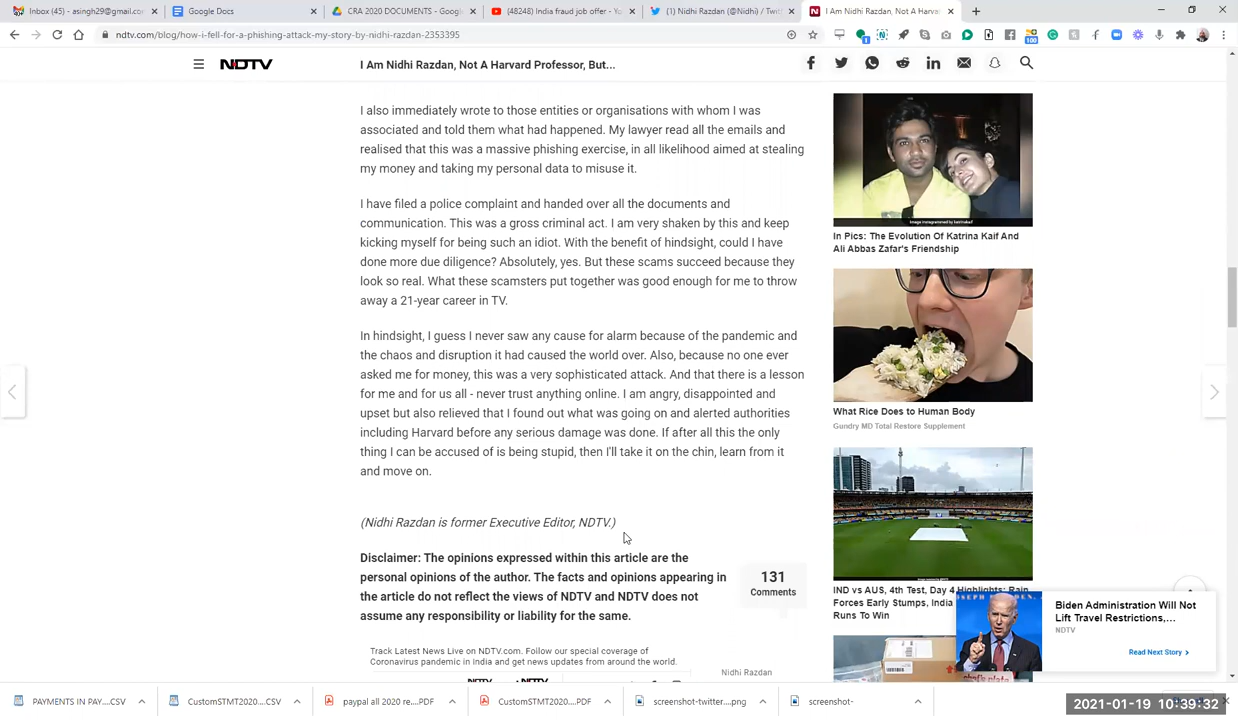 Inbox (45) - asingh29@gmail.co
Google Docs
CRA 2020 DOCUMENTS - Googl
(48248) India fraud job offer - Yo
(1) Nidhi Razdan (@Nidhi) / Twit
I Am Nidhi Razdan, Not A Harva
ndtv.com/blog/how-i-fell-for-a-phishing-attack-my-story-by-nidhi-razdan-2353395
NDTV
I Am Nidhi Razdan, Not A Harvard Professor, But...
I also immediately wrote to those entities or organisations with whom I was
associated and told them what had happened. My lawyer read all the emails and
realised that this was a massive phishing exercise, in all likelihood aimed at stealing
my money and taking my personal data to misuse it.
I have filed a police complaint and handed over all the documents and
communication. This was a gross criminal act. I am very shaken by this and keep
kicking myself for being such an idiot. With the benefit of hindsight, could I have
done more due diligence? Absolutely, yes. But these scams succeed because they
look so real. What these scamsters put together was good enough for me to throw
away a 21-year career in TV.
In hindsight, I guess I never saw any cause for alarm because of the pandemic and
the chaos and disruption it had caused the world over. Also, because no one ever
asked me for money, this was a very sophisticated attack. And that there is a lesson
for me and for us all - never trust anything online. I am angry, disappointed and
upset but also relieved that I found out what was going on and alerted authorities
including Harvard before any serious damage was done. If after all this the only
thing I can be accused of is being stupid, then I'll take it on the chin, learn from it
and move on.
(Nidhi Razdan is former Executive Editor, NDTV.)
Disclaimer: The opinions expressed within this article are the
personal opinions of the author. The facts and opinions appearing in
the article do not reflect the views of NDTV and NDTV does not
assume any responsibility or liability for the same.
131
Comments
Track Latest News Live on NDTV.com. Follow our special coverage of
Coronavirus pandemic in India and get news updates from around the world.
Nidhi Razdan
In Pics: The Evolution Of Katrina Kaif And
Ali Abbas Zafar's Friendship
What Rice Does to Human Body
Gundry MD Total Restore Supplement
IND vs AUS, 4th Test, Day 4 Highlights: Rain
Forces Early Stumps, India
Runs To Win
Biden Administration Will Not
Lift Travel Restrictions,...
NDTV
Read Next Story
PAYMENTS IN PAY....CSV
CustomSTMT2020....CSV
paypal all 2020 re....PDF
CustomSTMT2020....PDF
screenshot-twitter....png
screenshot-
2021-01-19 10:39:32